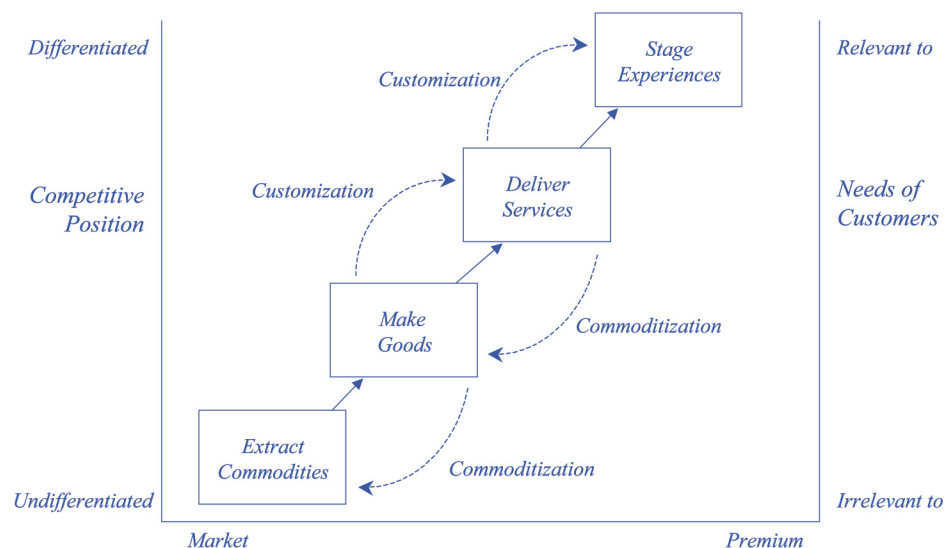 Differentiated
Stage
Experiences
Relevant to
Customization
Competitive
Position
Customization
Deliver
Services
Needs of
Customers
Make
Goods
Commoditization
Extract
Commodities
Commoditization
Undifferentiated
Irrelevant to
Market
Premium